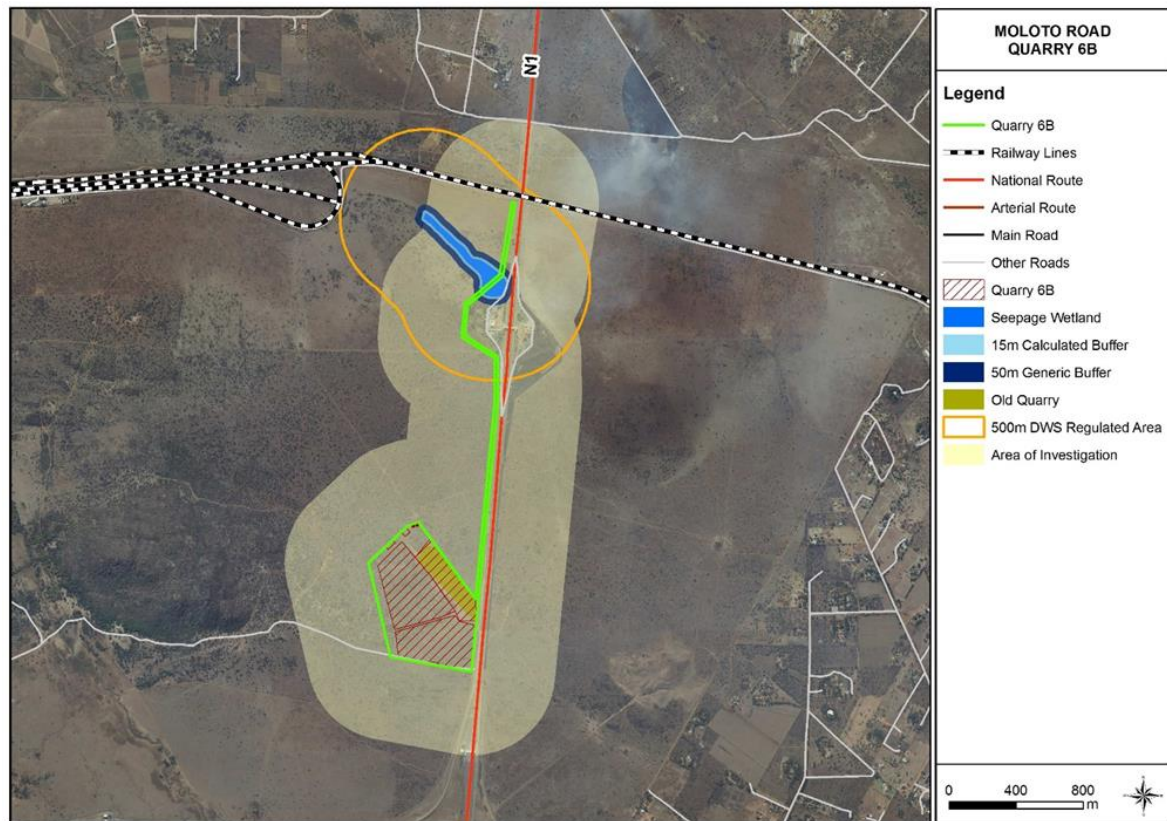 N1
MOLOTO ROAD
QUARRY 6B
Legend
Quarry 6B
Railway Lines
National Route
Arterial Route
Main Road
Other Roads
Quarry 6B
Seepage Wetland
15m Calculated Buffer
50m Generic Buffer
Old Quarry
500m DWS Regulated Area
Area of Investigation
0 400 800
m